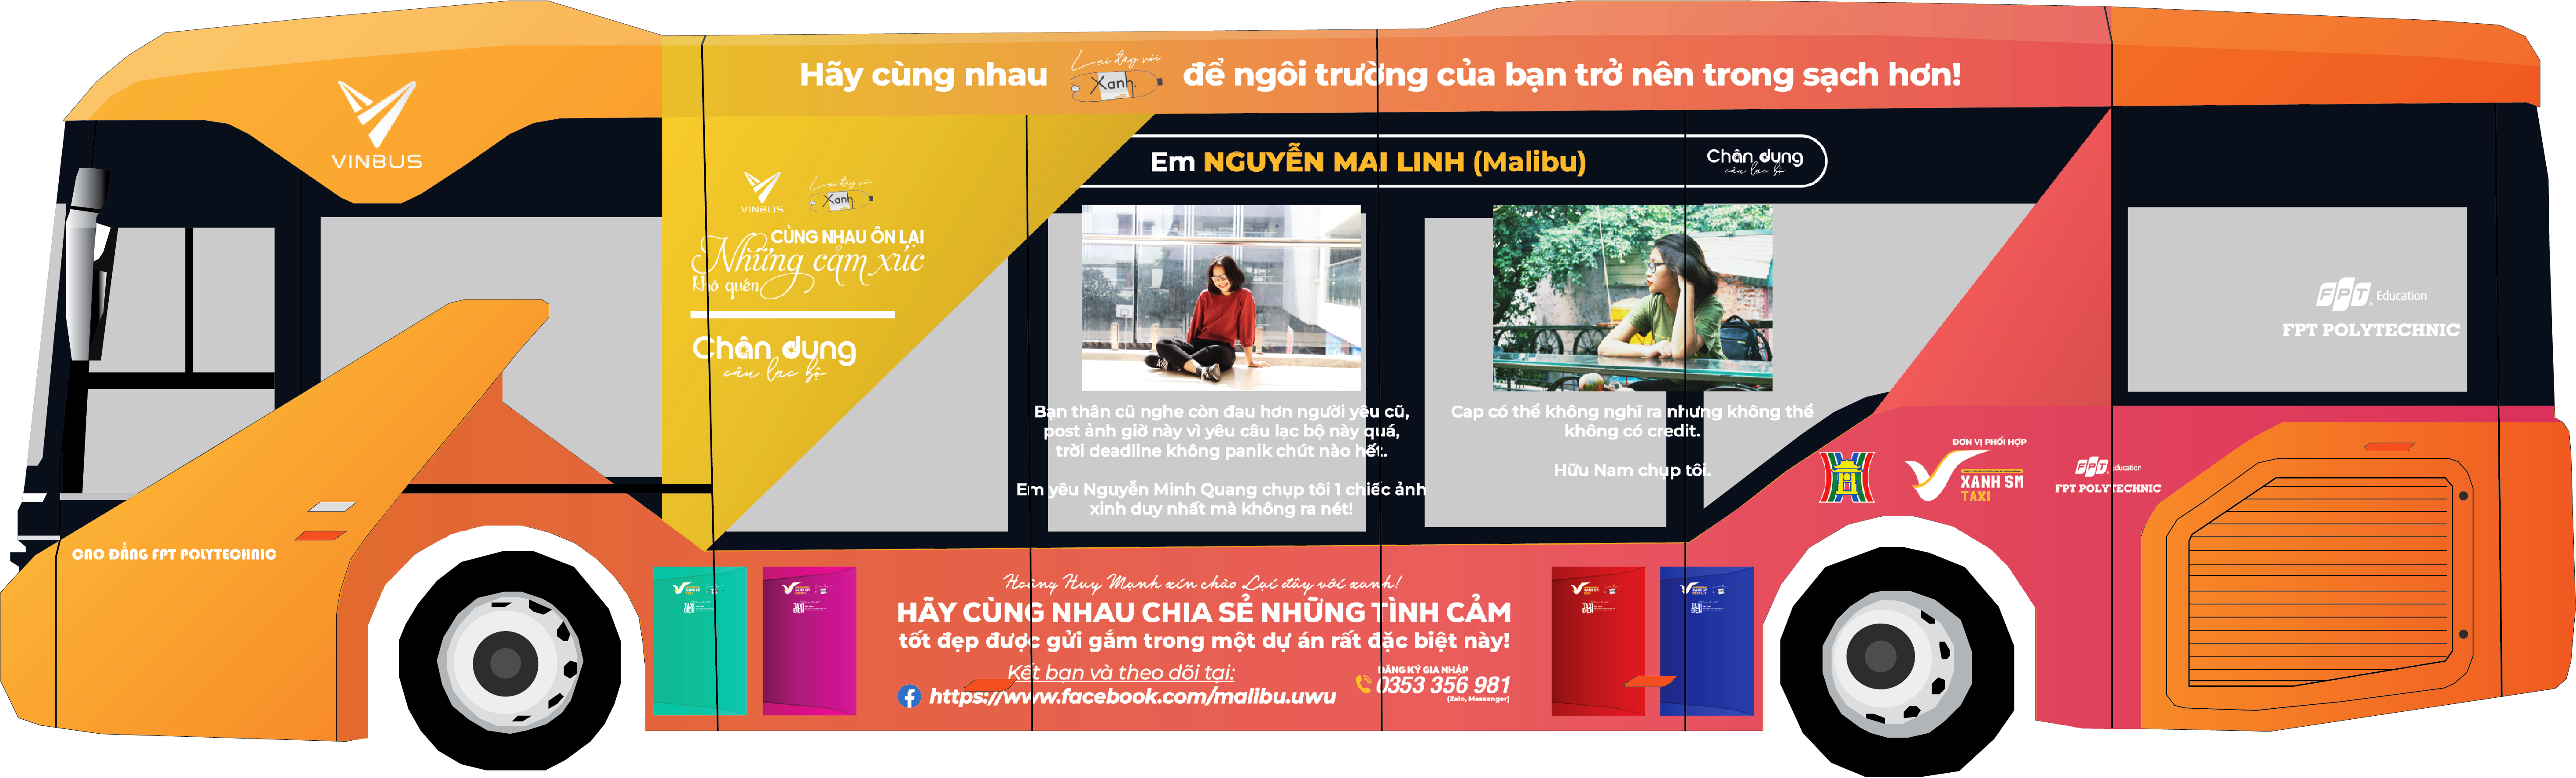 Hãy cùng nhau
Lại đây với
Xanh
để ngôi trường của bạn trở nên trong sạch hơn!
VINBUS
Em NGUYỄN MAI LINH (Malibu)
Chân dung
câu lạc bộ
VINBUS
Lại đây với
Xanh
CÙNG NHAU ÔN LẠI
Những cảm xúc
khó quên
Chân dung
câu lạc bộ
Bạn thân cũ nghe còn đau hơn người yêu cũ,
post ảnh giờ này vì yêu câu lạc bộ này quá,
trời deadline không panik chút nào hết.
Em yêu Nguyễn Minh Quang chụp tôi 1 chiếc ảnh
xinh duy nhất mà không ra nét!
Cap có thể không nghĩ ra nhưng không thể
không có credit.
Hữu Nam chụp tôi.
FPT Education
FPT POLYTECHNIC
ĐƠN VỊ PHỐI HỢP
XANH SM
TAXI
FPT Education
FPT POLYTECHNIC
CAO ĐẲNG FPT POLYTECHNIC
Hoàng Huy Mạnh xin chào Lại đây với xanh!
HÃY CÙNG NHAU CHIA SẺ NHỮNG TÌNH CẢM
tốt đẹp được gửi gắm trong một dự án rất đặc biệt này!
Kết bạn và theo dõi tại:
https://www.facebook.com/malibu.uwu
ĐĂNG KÝ GIA NHẬP
0353 356 981
(Zalo, Messenger)